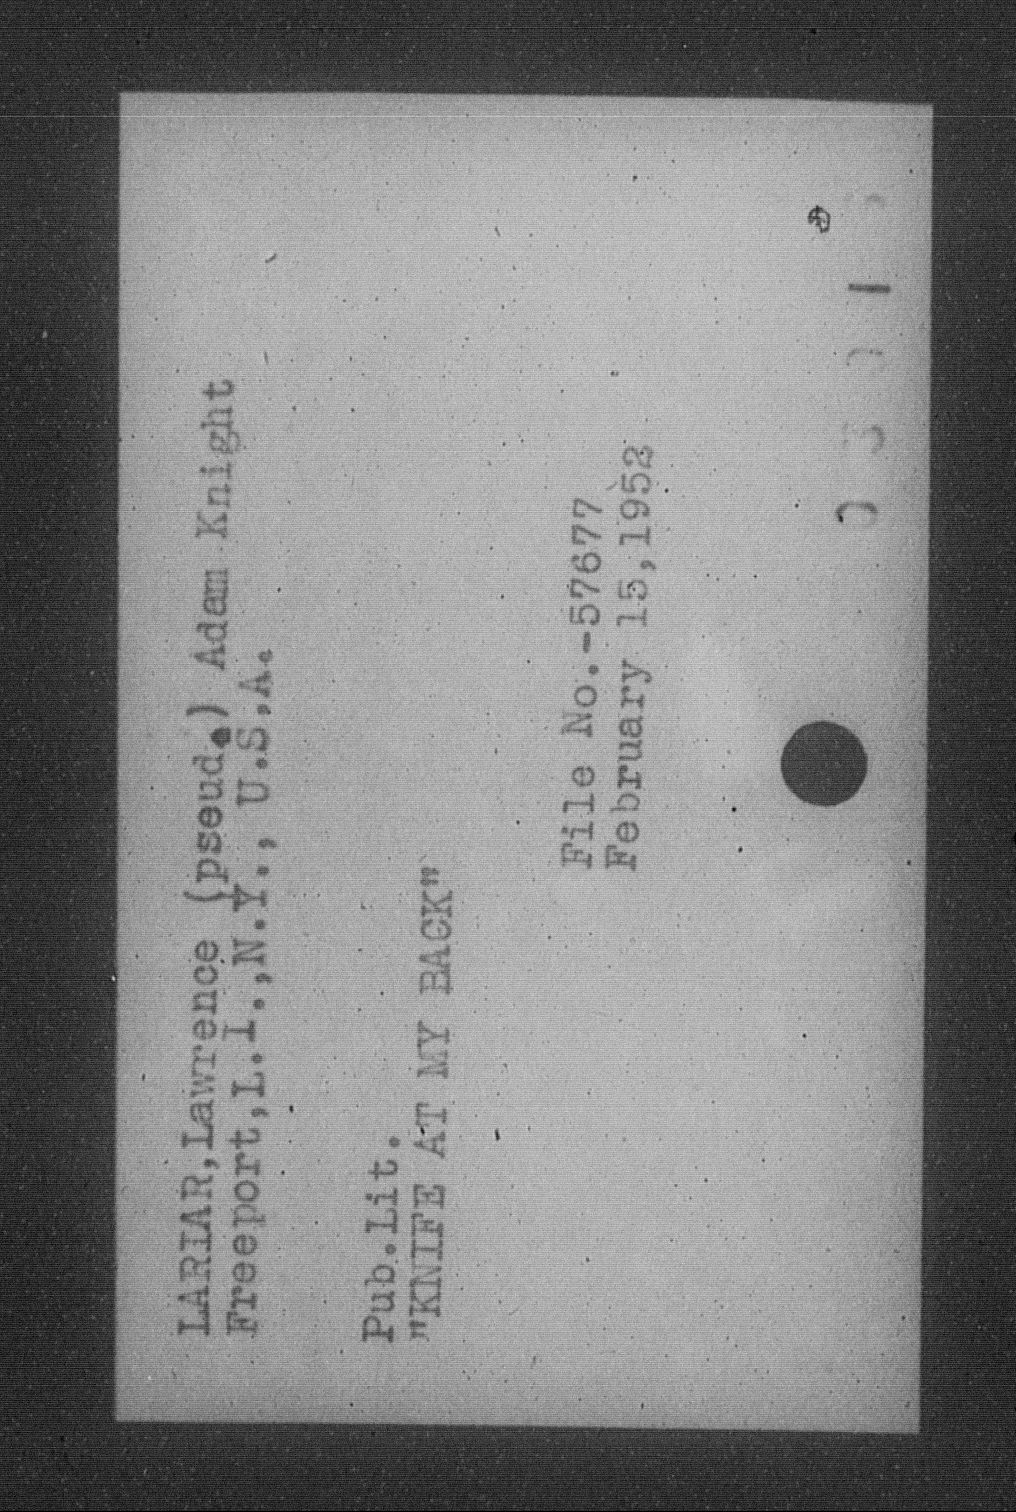 LARIAR,Lawrence (pseud.) Adam Knight
Freeport,L.I.,N.Y., U.S.A.
Pub.Lit.
"KNIFE AT MY BACK"
File No.-57677
February 15,1952